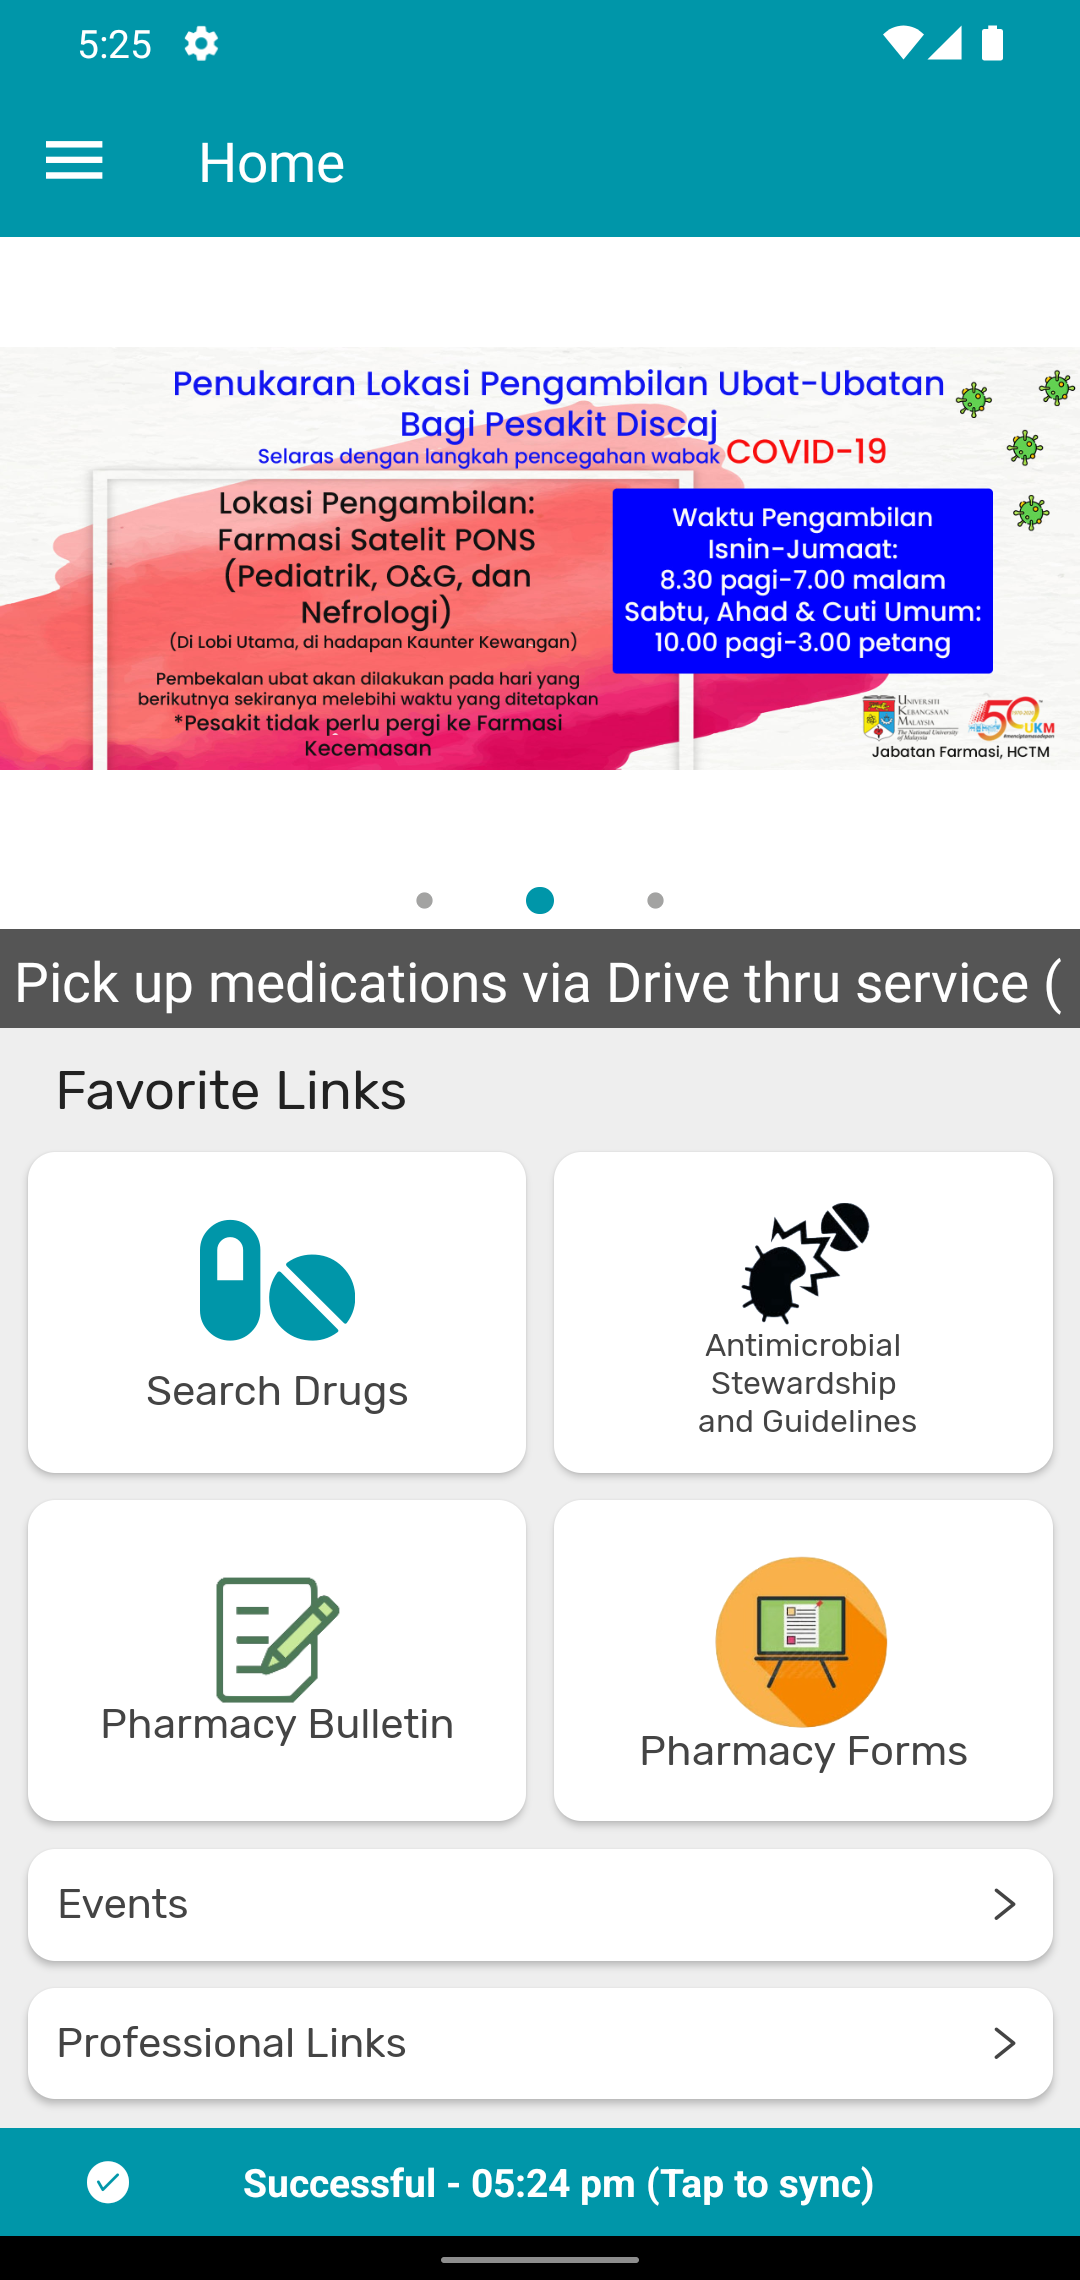 5:25
Home
Penukaran Lokasi Pengambilan Ubat-Ubatan
Bagi Pesakit Discaj
Selaras dengan langkah pencegahan wabak COVID-19
Lokasi Pengambilan:
Farmasi Satelit PONS
(Pediatrik, O&G, dan
Nefrologi)
(Di Lobi Utama, di hadapan Kaunter Kewangan)
Pembekalan ubat akan dilakukan pada hari yang
berikutnya sekiranya melebihi waktu yang ditetapkan
*Pesakit tidak perlu pergi ke Farmasi
Kecemasan
Waktu Pengambilan
Isnin-Jumaat:
8.30 pagi-7.00 malam
Sabtu, Ahad & Cuti Umum:
10.00 pagi-3.00 petang
UNIVERSITI
KEBANGSAAN
MALAYSIA
The National University
of Malaysia
50
UKM
Jabatan Farmasi, HCTM
Pick up medications via Drive thru service (
Favorite Links
Search Drugs
Antimicrobial
Stewardship
and Guidelines
Pharmacy Bulletin
Pharmacy Forms
Events
Professional Links
Successful - 05:24 pm (Tap to sync)